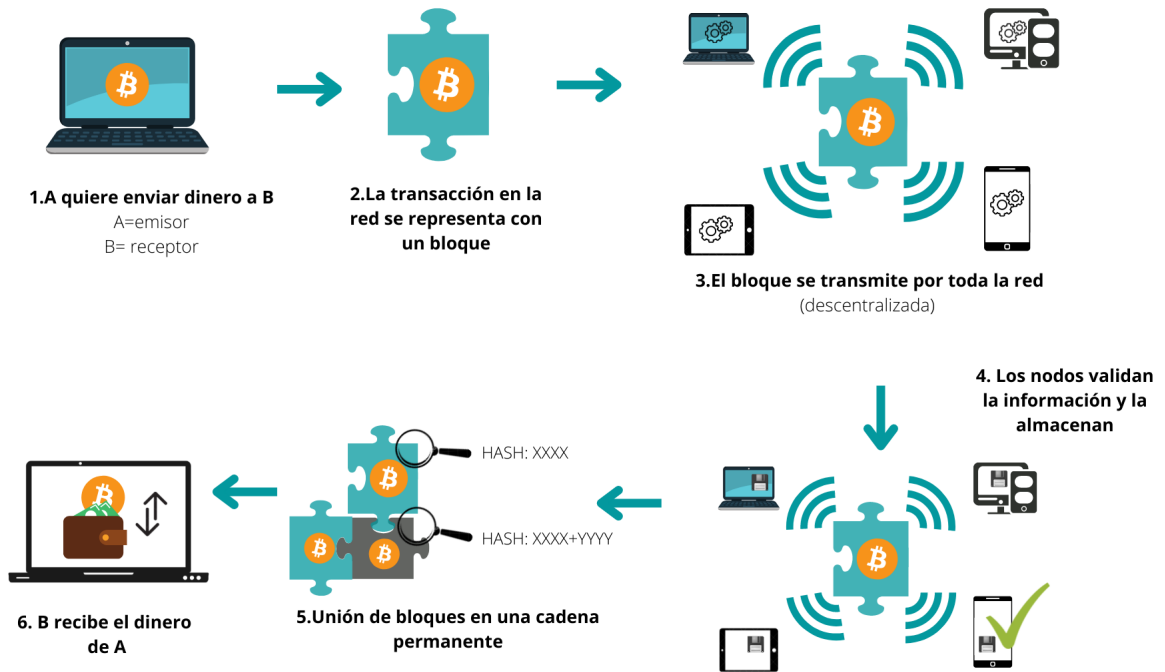 1.A quiere enviar dinero a B
A=emisor
B= receptor
2.La transacción en la
red se representa con
un bloque
3.El bloque se transmite por toda la red
(descentralizada)
4. Los nodos validan
la información y la
almacenan
HASH: XXXX
HASH: XXXX+YYYY
5.Unión de bloques en una cadena
permanente
6. B recibe el dinero
de A